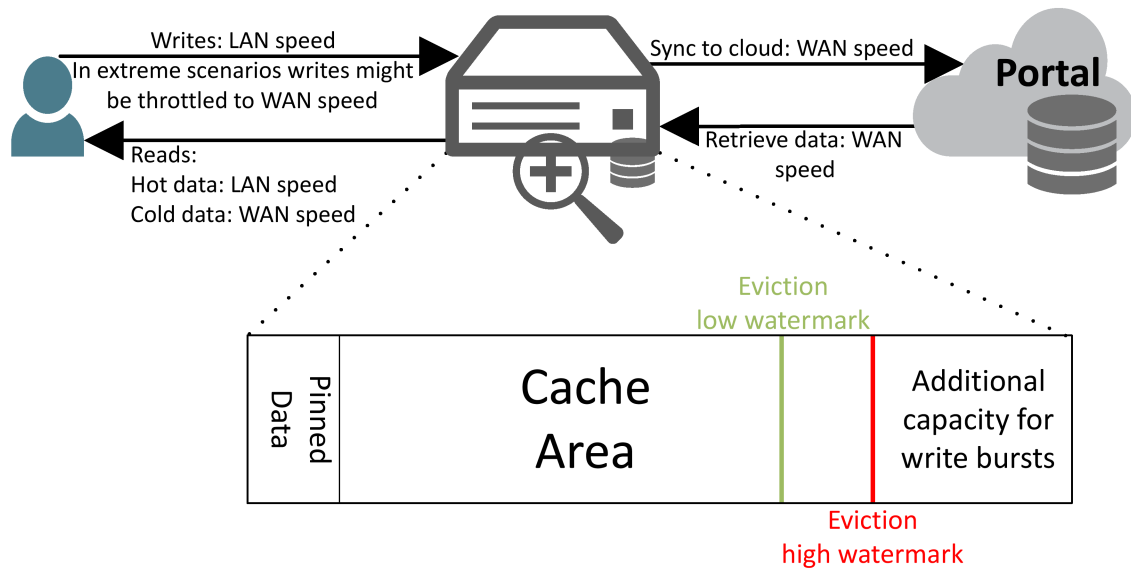 Writes: LAN speed
In extreme scenarios writes might
be throttled to WAN speed
Reads:
Hot data: LAN speed
Cold data: WAN speed
Sync to cloud: WAN speed
Retrieve data: WAN
speed
Portal
Eviction
low watermark
Pinned
Data
Cache
Area
Additional
capacity for
write bursts
Eviction
high watermark